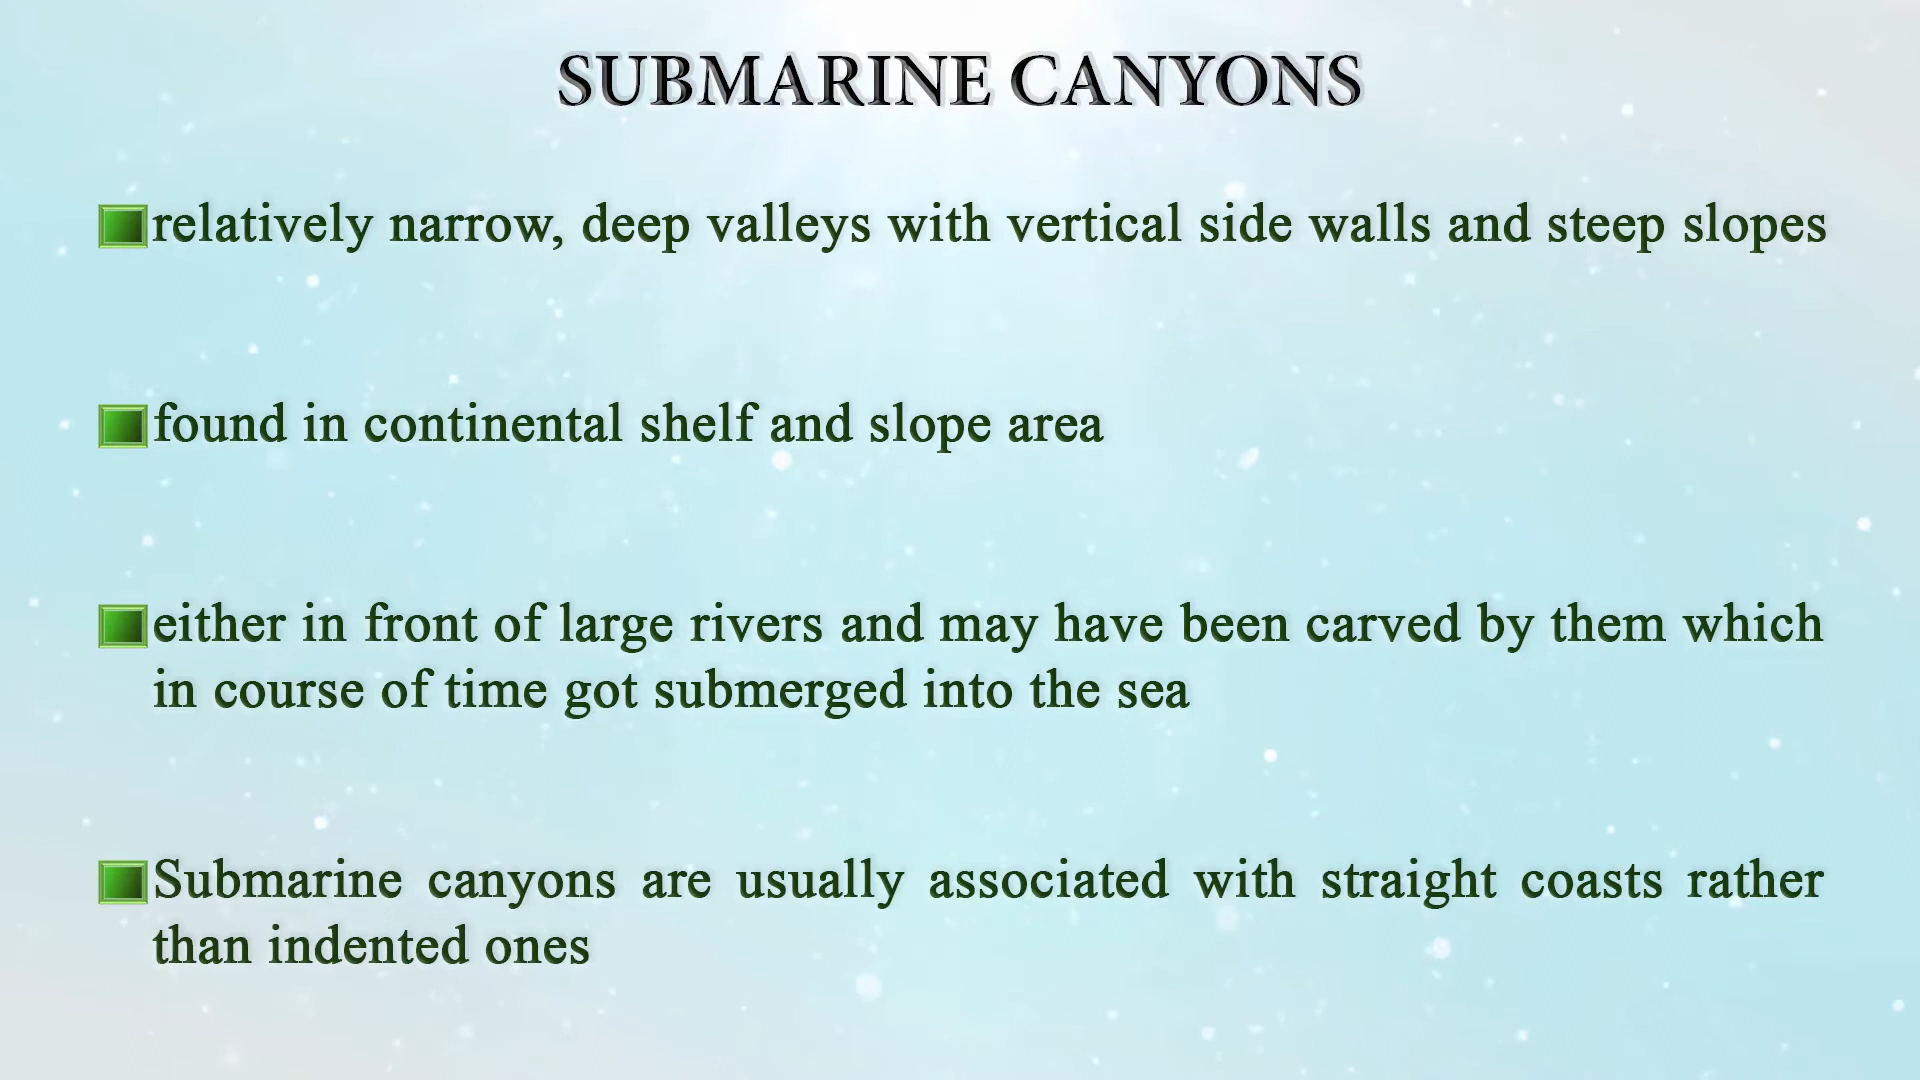 SUBMARINE CANYONS
relatively narrow, deep valleys with vertical side walls and steep slopes
found in continental shelf and slope area
either in front of large rivers and may have been carved by them which
in course of time got submerged into the sea
Submarine canyons are usually associated with straight coasts rather
than indented ones